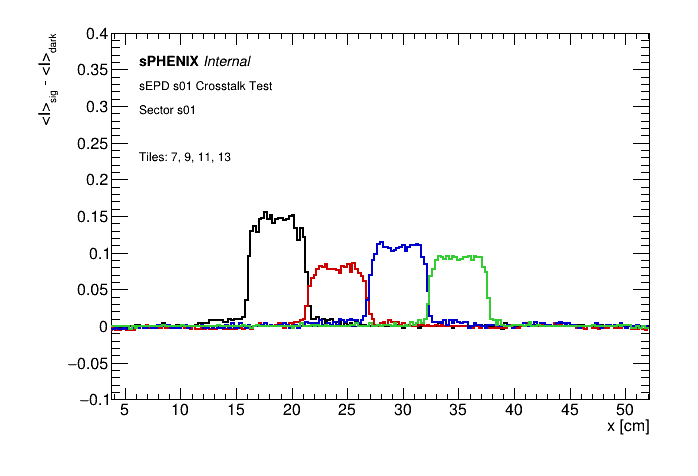 <I>sig - <I>dark
0.4
0.35
0.3
0.25
0.2
0.15
0.1
0.05
0
−0.05
−0.1
sPHENIX Internal
sEPD s01 Crosstalk Test
Sector s01
Tiles: 7, 9, 11, 13
5 10 15 20 25 30 35 40 45 50
x [cm]